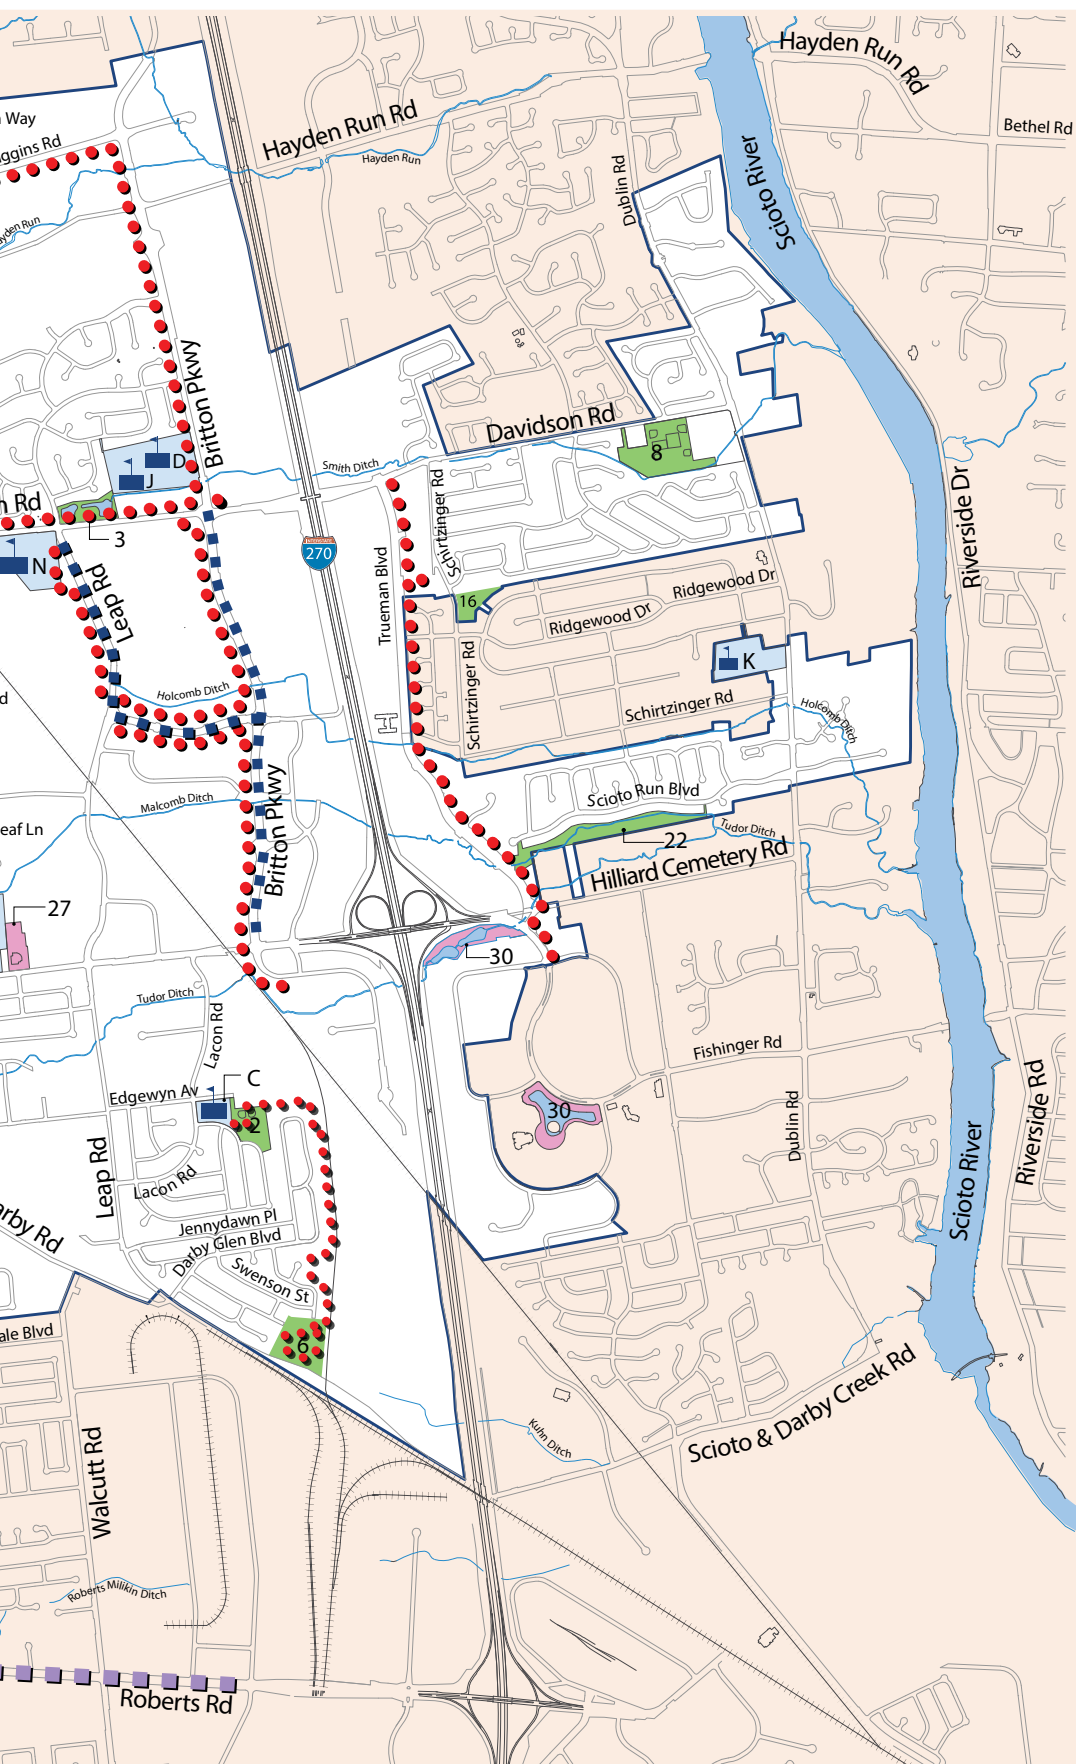 Hayden Run Rd
Way
Hayden Run Rd
Bethel Rd
ggins Rd
Hayden Run
Dublin Rd
Scioto River
yden Run
Britton Pkwy
Davidson Rd
D
Smith Ditch
8
J
Schirtzinger Rd
Riverside Dr
n Rd
3
INTERSTATE
270
Trueman Blvd
N
Leap Rd
16
Ridgewood Dr
Ridgewood Dr
K
Schirtzinger Rd
Holcomb Ditch
d
Schirtzinger Rd
Holcomb Ditch
Britton Pkwy
Malcomb Ditch
Scioto Run Blvd
eaf Ln
Tudor Ditch
22
Hilliard Cemetery Rd
27
30
Tudor Ditch
Lacon Rd
Fishinger Rd
C
Edgewyn Av
30
2
Dublin Rd
Riverside Rd
Leap Rd
Lacon Rd
Scioto River
arby Rd
Jennydawn Pl
Darby Glen Blvd
Swenson St
ale Blvd
6
Scioto & Darby Creek Rd
Kuhn Ditch
Walcutt Rd
Roberts Milikin Ditch
Roberts Rd